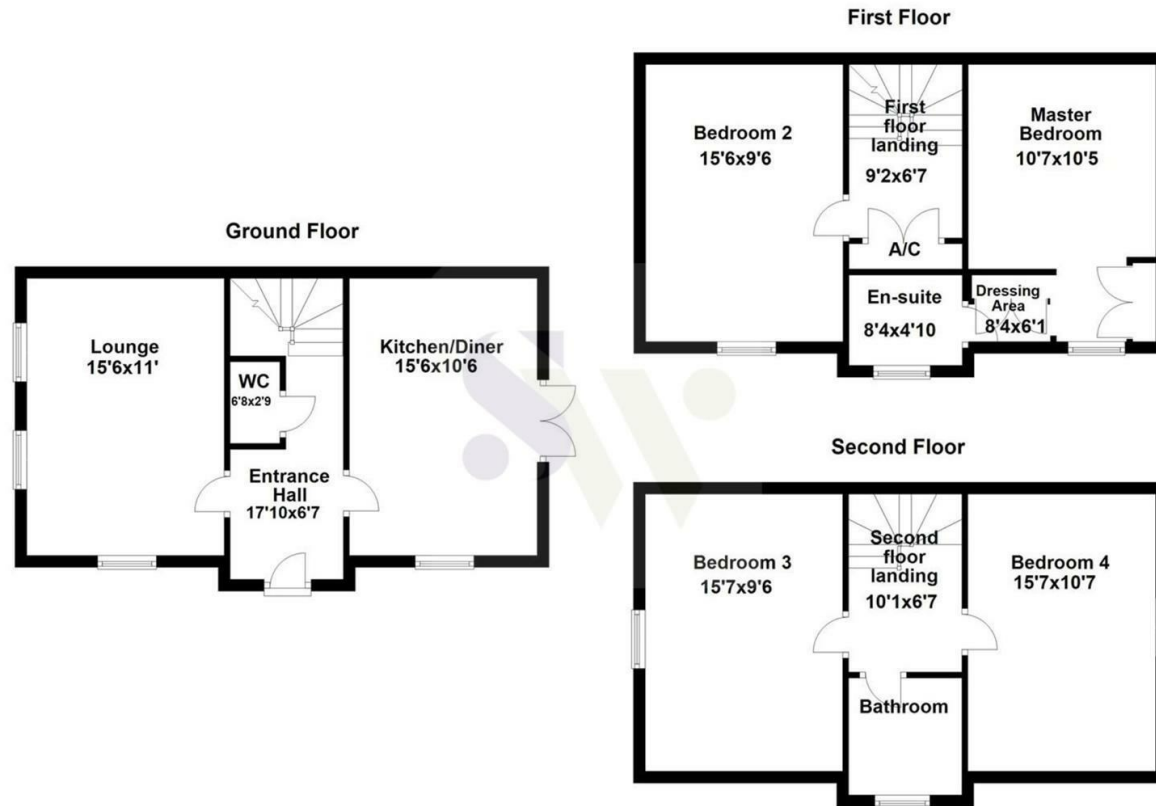 Ground Floor
Lounge
15'6x11'
WC
6'8x2'9
Kitchen/Diner
15'6x10'6
Entrance
Hall
17'10x6'7
First Floor
Bedroom 2
15'6x9'6
First
floor
landing
9'2x6'7
A/C
Master
Bedroom
10'7x10'5
En-suite
8'4x4'10
Dressing
Area
8'4x6'1
Second Floor
Bedroom 3
15'7x9'6
Second
floor
landing
10'1x6'7
Bedroom 4
15'7x10'7
Bathroom